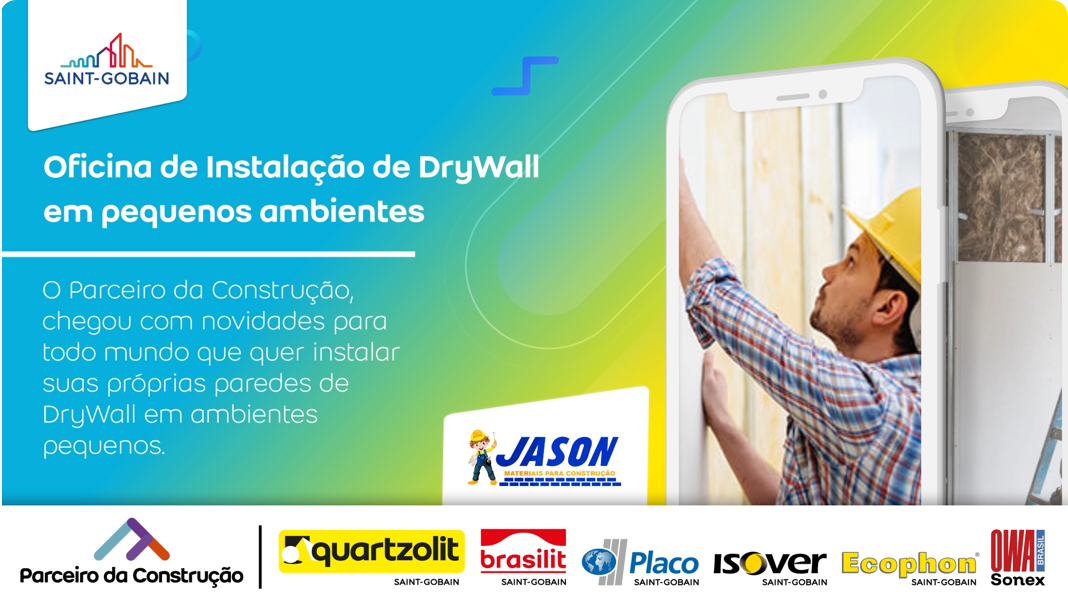 SAINT-GOBAIN
Oficina de Instalação de DryWall
em pequenos ambientes
O Parceiro da Construção,
chegou com novidades para
todo mundo que quer instalar
suas próprias paredes de
DryWall em ambientes
pequenos.
JASON
MATERIAIS PARA CONSTRUÇÃO
Parceiro da Construção
quartzolit
SAINT-GOBAIN
brasilit
SAINT-GOBAIN
Placo
SAINT-GOBAIN
ISOVER
SAINT-GOBAIN
Ecophon®
SAINT-GOBAIN
OWA
BRASIL
Sonex